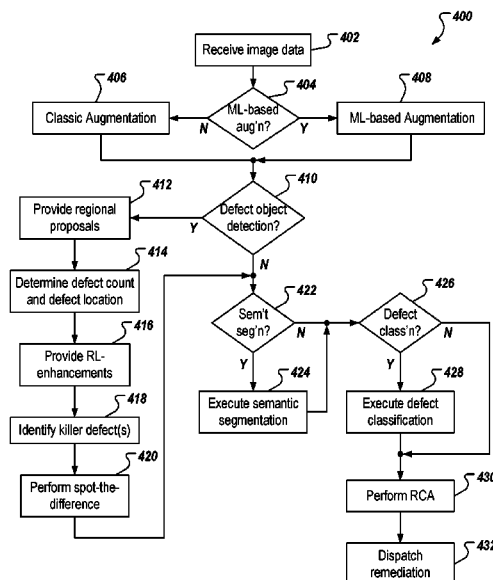 400
402
Receive image data
404
ML-based
aug'n?
406
Classic Augmentation
N
Y
408
ML-based Augmentation
410
Defect object
detection?
Y
N
412
Provide regional
proposals
414
Determine defect count
and defect location
416
Provide RL-
enhancements
418
Identify killer defect(s)
420
Perform spot-the-
difference
422
Sem't
seg'n?
N
Y
424
Execute semantic
segmentation
426
Defect
class'n?
N
Y
428
Execute defect
classification
430
Perform RCA
432
Dispatch
remediation